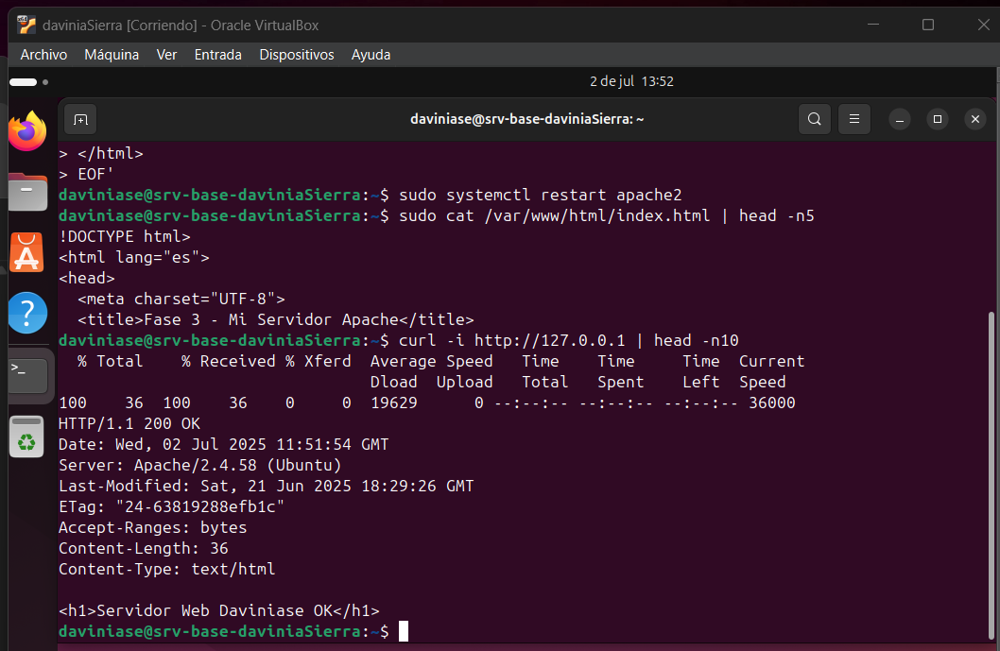 daviniaSierra [Corriendo] - Oracle VirtualBox
Archivo Máquina Ver Entrada Dispositivos Ayuda
2 de jul 13:52
daviniase@srv-base-daviniaSierra: ~
> </html>
> EOF'
daviniase@srv-base-daviniaSierra:~$ sudo systemctl restart apache2
daviniase@srv-base-daviniaSierra:~$ sudo cat /var/www/html/index.html | head -n5
!DOCTYPE html>
<html lang="es">
<head>
  <meta charset="UTF-8">
  <title>Fase 3 - Mi Servidor Apache</title>
daviniase@srv-base-daviniaSierra:~$ curl -i http://127.0.0.1 | head -n10
  % Total    % Received % Xferd  Average Speed   Time    Time     Time  Current
                                 Dload  Upload   Total   Spent    Left  Speed
100    36  100    36    0     0  19629      0 --:--:-- --:--:-- --:--:-- 36000
HTTP/1.1 200 OK
Date: Wed, 02 Jul 2025 11:51:54 GMT
Server: Apache/2.4.58 (Ubuntu)
Last-Modified: Sat, 21 Jun 2025 18:29:26 GMT
ETag: "24-63819288efb1c"
Accept-Ranges: bytes
Content-Length: 36
Content-Type: text/html

<h1>Servidor Web Daviniase OK</h1>
daviniase@srv-base-daviniaSierra:~$